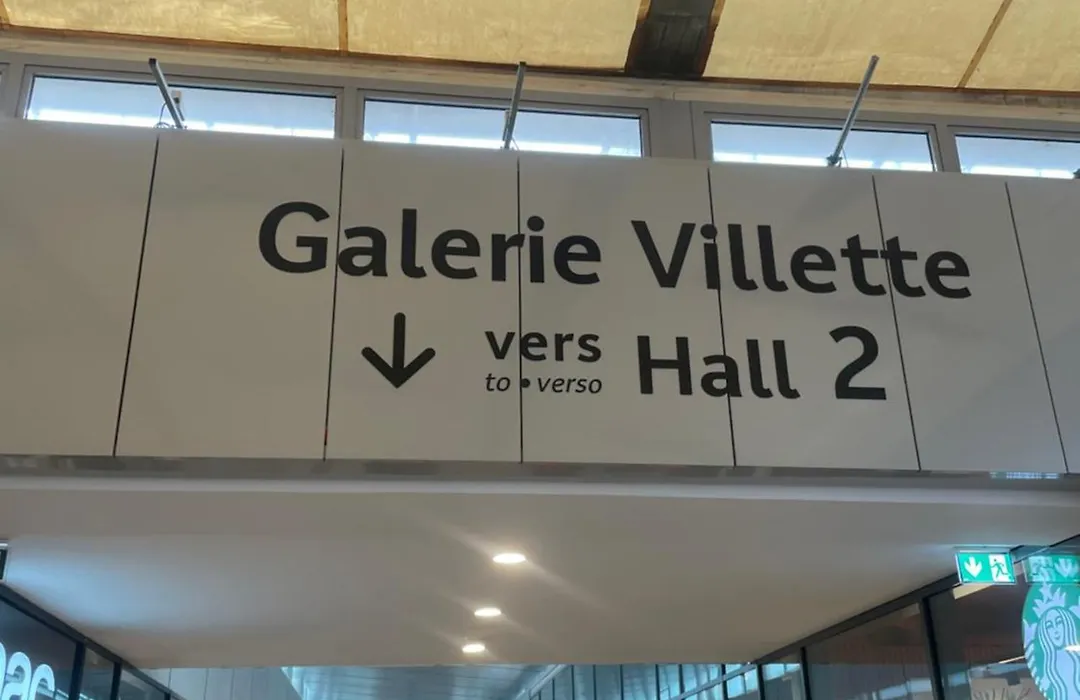 Galerie Villette
↓ vers Hall 2
to • verso